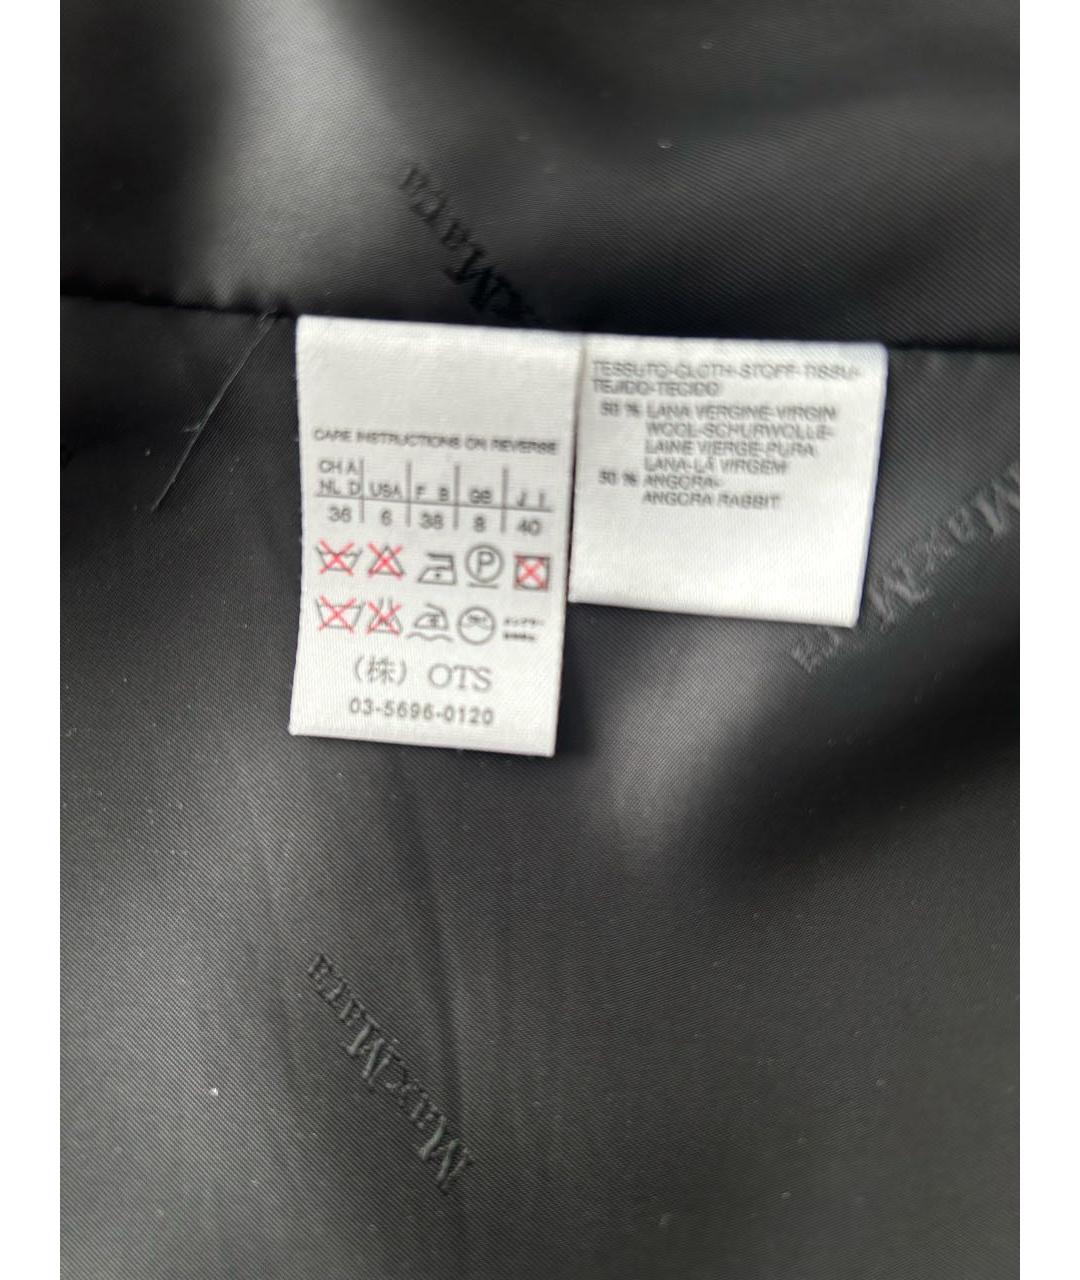 MaxMara
CARE INSTRUCTIONS ON REVERSE
CH A
NL D USA F B GB J I
36 6 38 8 40
P
(株) OTS
03-5696-0120
TESSUTO-CLOTH-STOFF-TISSU-
TEJIDO-TECIDO
50 % LANA VERGINE-VIRGIN
WOOL-SCHURWOLLE-
LAINE VIERGE-PURA
LANA-LÃ VIRGEM
50 % ANGORA-
ANGORA RABBIT
MaxMara
MaxMara